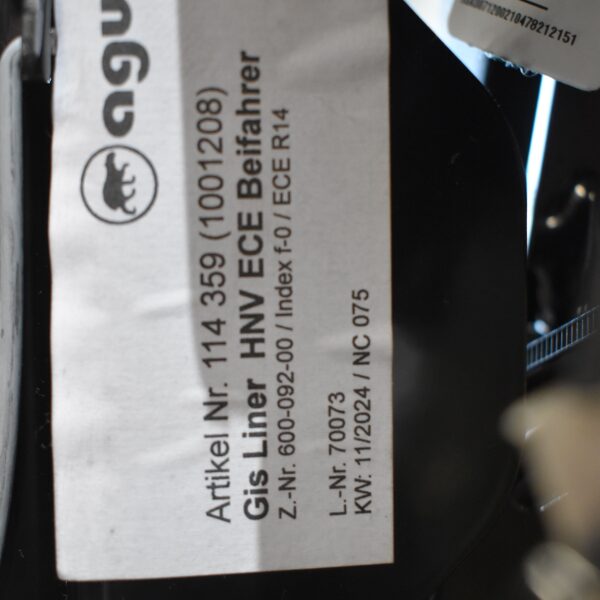 agu
Artikel Nr. 114 359 (1001208)
Gis Liner HNV ECE Beifahrer
Z.-Nr. 600-092-00 / Index f-0 / ECE R14
L.-Nr. 70073
KW: 11/2024 / NC 075